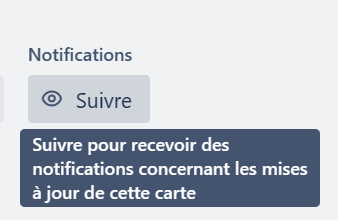 Notifications
Suivre
Suivre pour recevoir des
notifications concernant les mises
à jour de cette carte